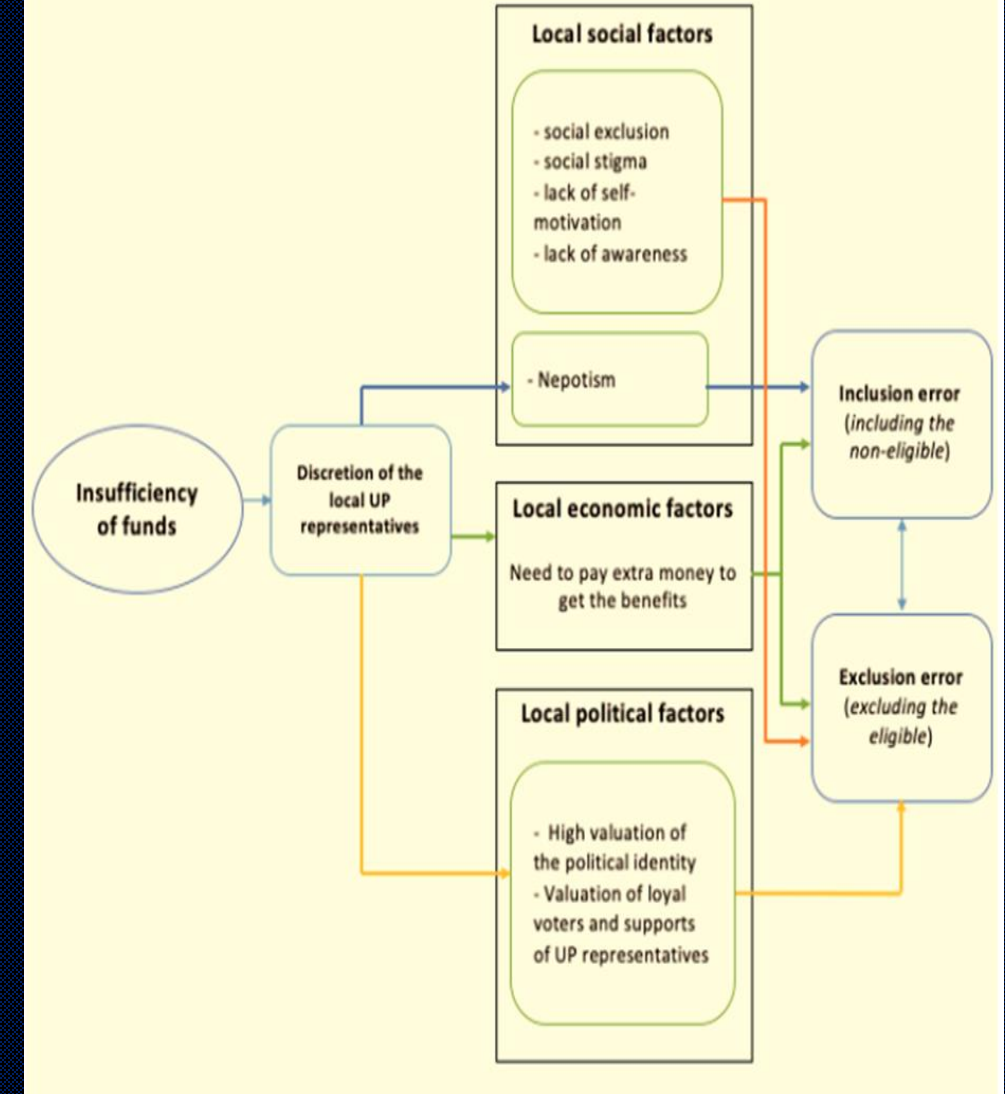 Local social factors
- social exclusion
- social stigma
- lack of self-
motivation
- lack of awareness
- Nepotism
Insufficiency
of funds
Discretion of the
local UP
representatives
Local economic factors
Need to pay extra money to
get the benefits
Local political factors
- High valuation of
the political identity
- Valuation of loyal
voters and supports
of UP representatives
Inclusion error
(including the
non-eligible)
Exclusion error
(excluding the
eligible)